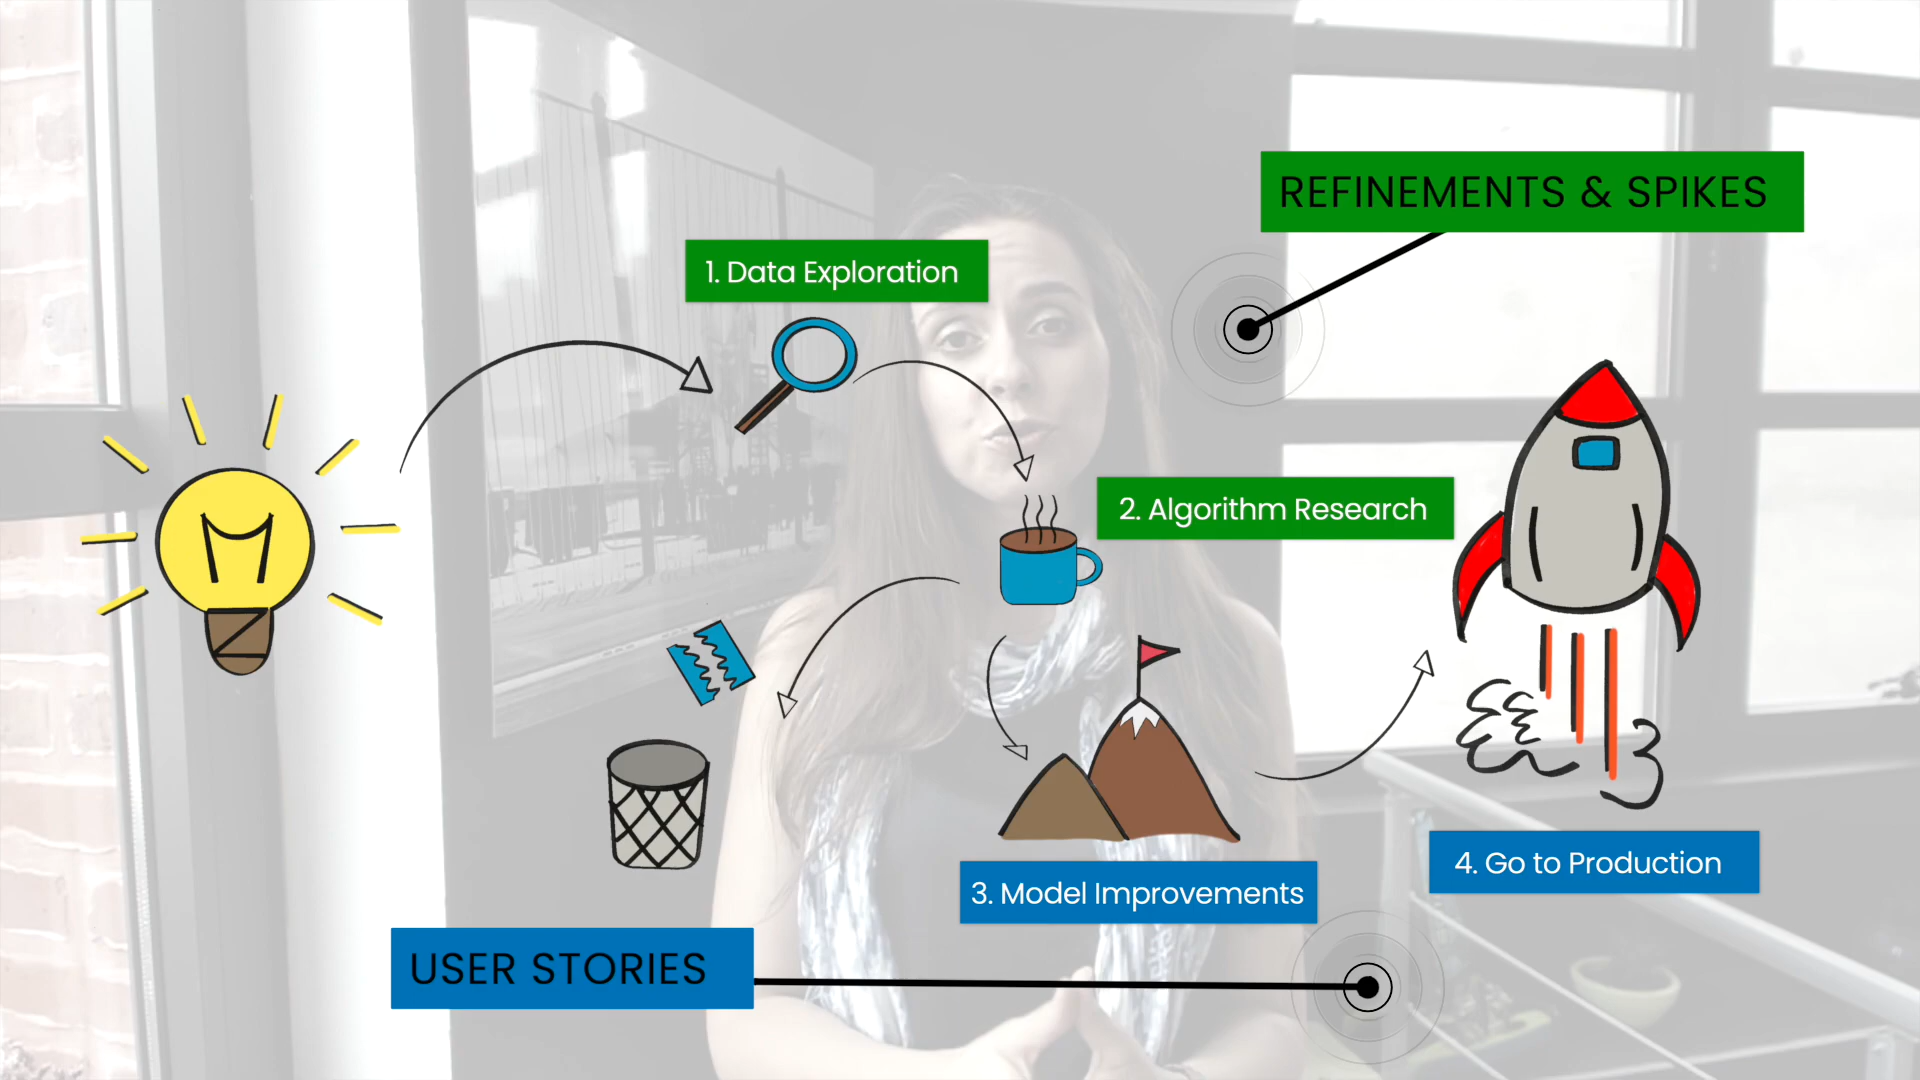 REFINEMENTS & SPIKES
1. Data Exploration
2. Algorithm Research
4. Go to Production
3. Model Improvements
USER STORIES